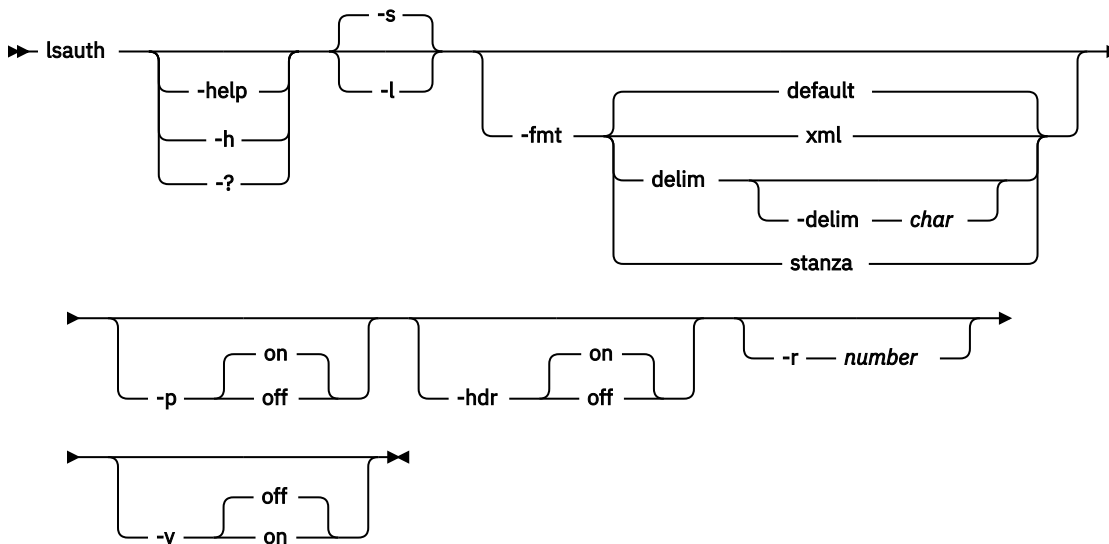 -s
lsauth
-help
-l
-h
-?
default
-fmt xml
delim
-delim char
stanza
on on
-r number
-p off -hdr off
off
-v on